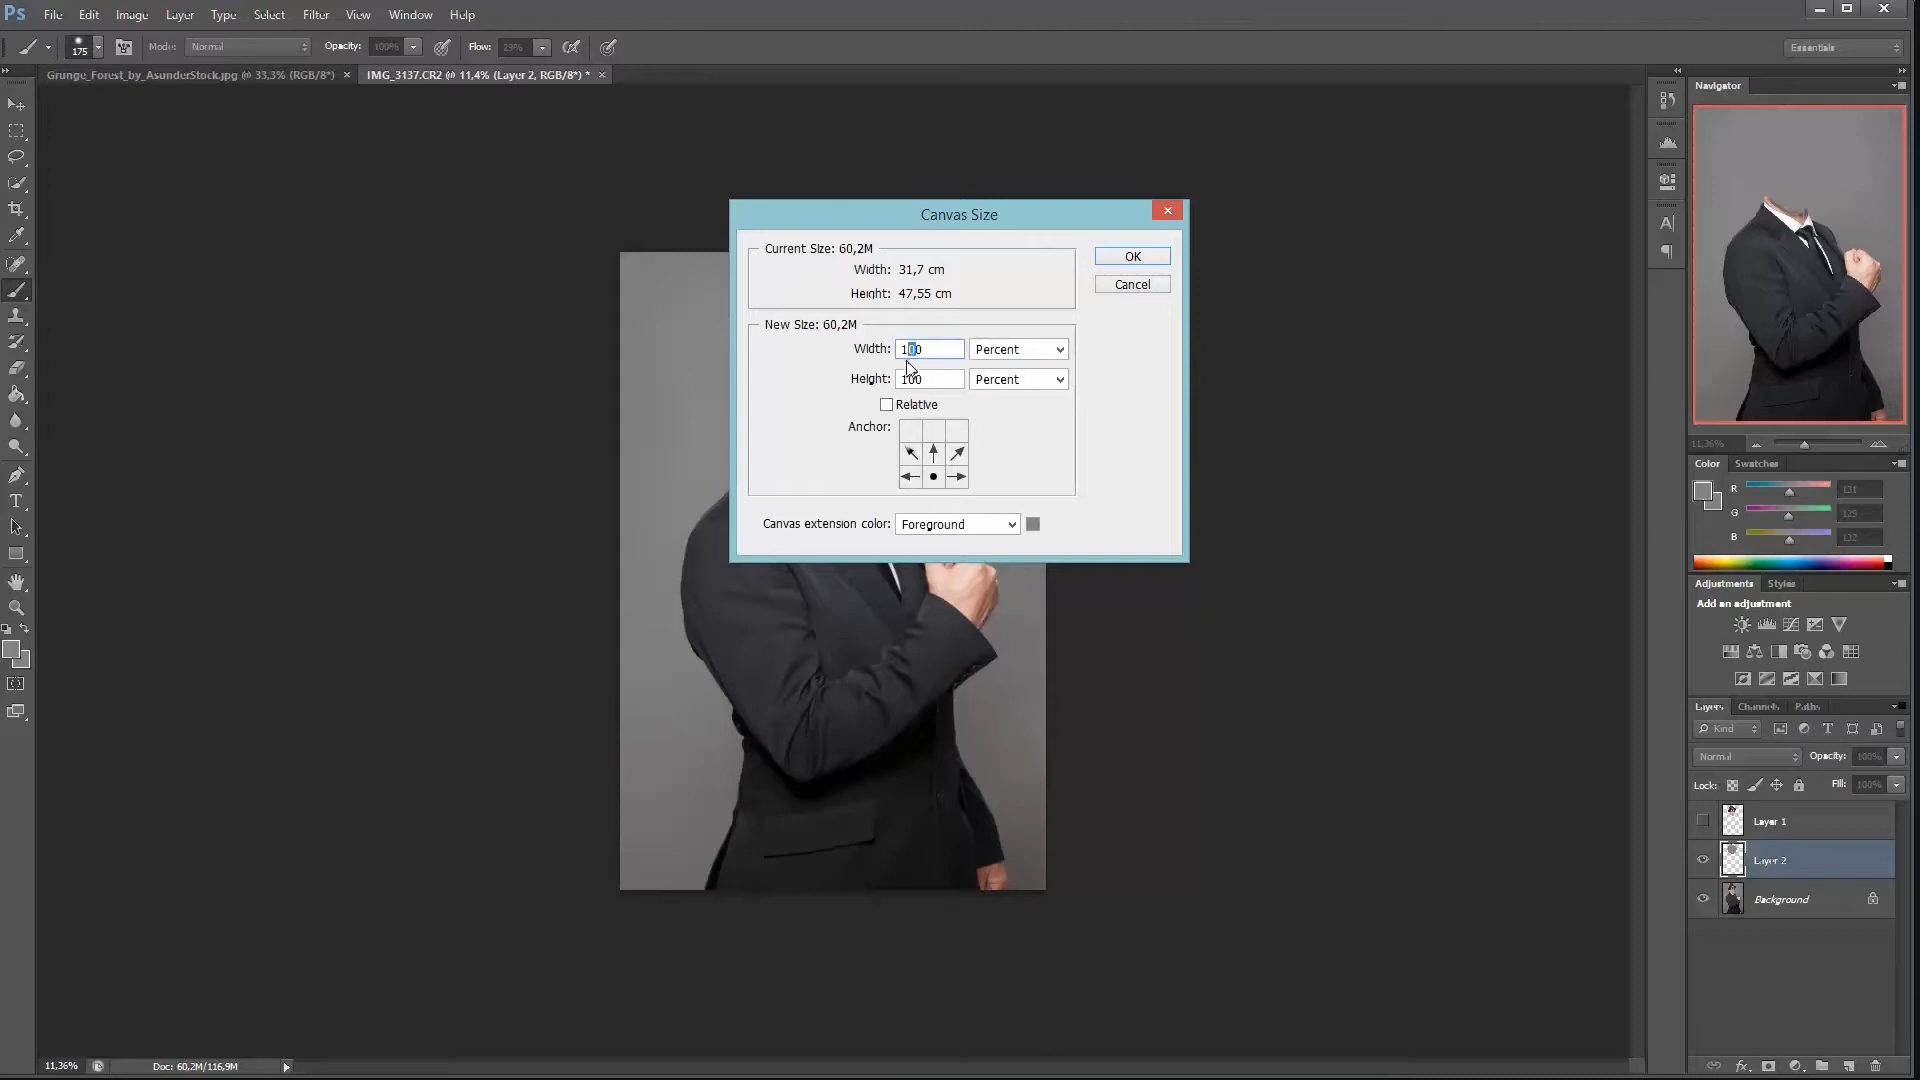 Ps File Edit Image Layer Type Select Filter View Window Help
175 Mode: Normal Opacity: 100% Flow: 29% Essentials
Grunge_Forest_by_AsunderStock.jpg @ 33,3% (RGB/8*) × IMG_3137.CR2 @ 11,4% (Layer 2, RGB/8*) * ×
Navigator
Canvas Size
Current Size: 60,2M
Width: 31,7 cm
Height: 47,55 cm
OK
Cancel
New Size: 60,2M
Width: 100 Percent
Height: 100 Percent
Relative
Anchor:
Canvas extension color: Foreground
11,36%
Color Swatches
R 131
G 129
B 132
Adjustments Styles
Add an adjustment
Layers Channels Paths
Kind
Normal Opacity: 100%
Lock: Fill: 100%
Layer 1
Layer 2
Background
11,36% Doc: 60,2M/116,9M